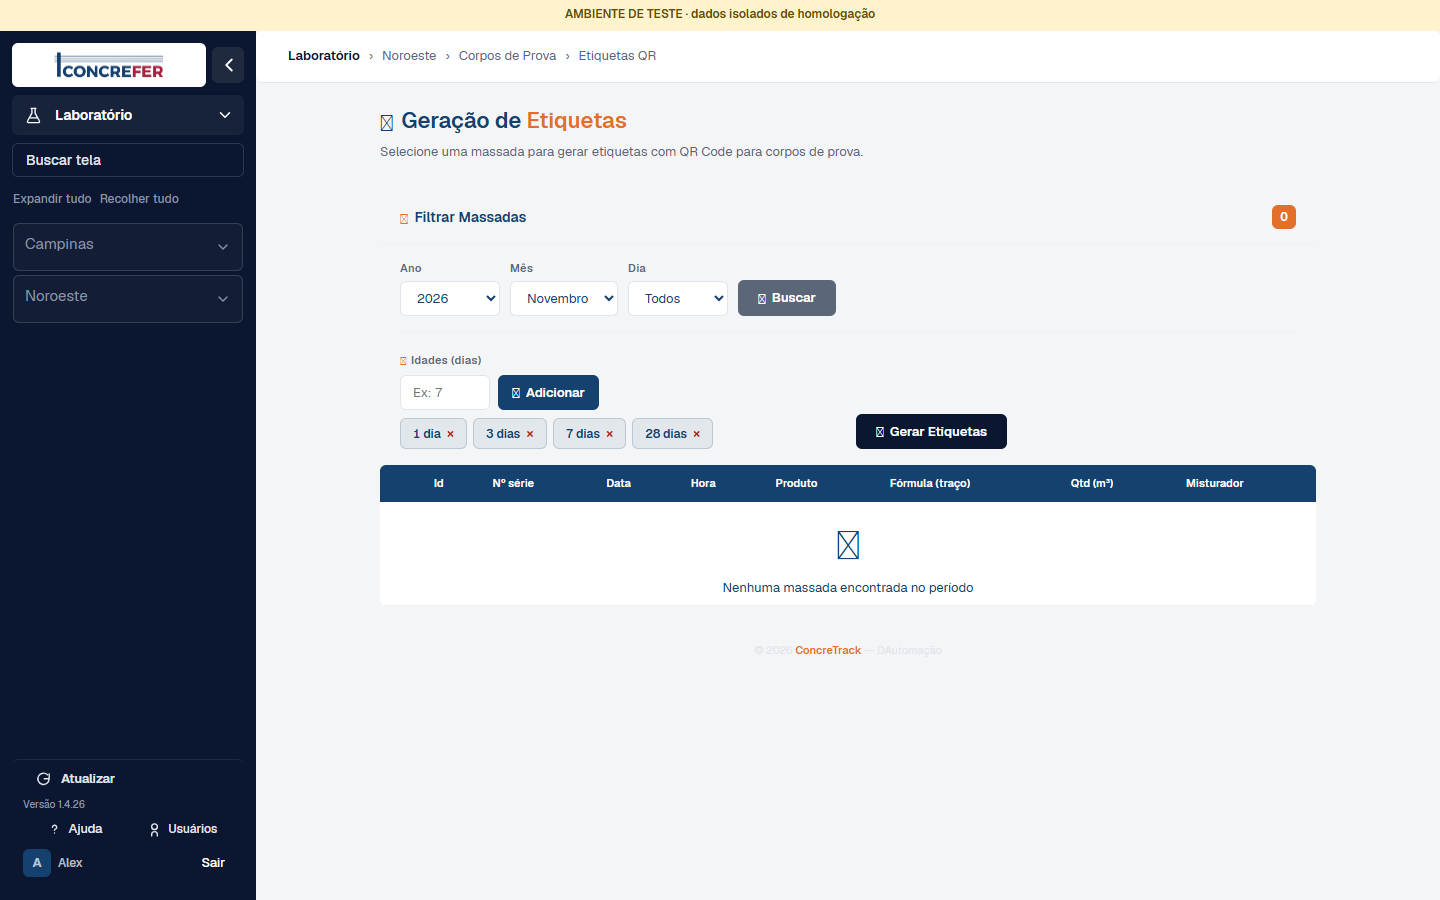 AMBIENTE DE TESTE · dados isolados de homologação
CONCREFER
Laboratório
Buscar tela
Expandir tudo Recolher tudo
Campinas
Noroeste
Atualizar
Versão 1.4.26
? Ajuda Usuários
A Alex Sair
Laboratório › Noroeste › Corpos de Prova › Etiquetas QR
Geração de Etiquetas
Selecione uma massada para gerar etiquetas com QR Code para corpos de prova.
Filtrar Massadas 0
Ano Mês Dia
2026 Novembro Todos Buscar
Idades (dias)
Ex: 7 Adicionar
1 dia × 3 dias × 7 dias × 28 dias × Gerar Etiquetas
Id Nº série Data Hora Produto Fórmula (traço) Qtd (m³) Misturador
Nenhuma massada encontrada no período
© 2026 ConcreTrack — DAutomação